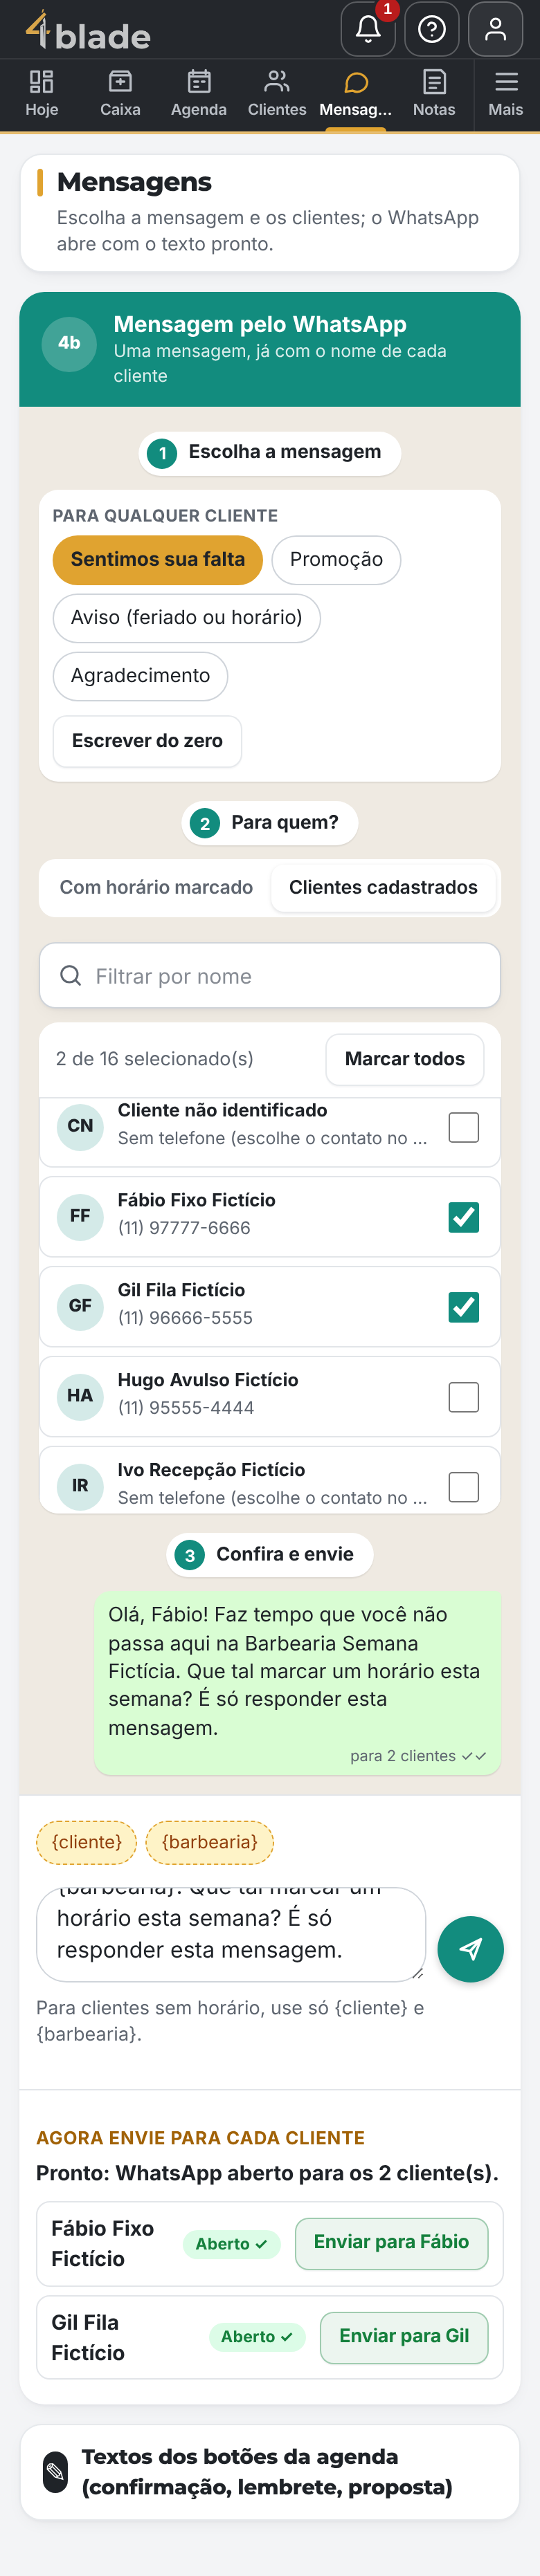 4blade
1
Hoje
Caixa
Agenda
Clientes
Mensag...
Notas
Mais
Mensagens
Escolha a mensagem e os clientes; o WhatsApp
abre com o texto pronto.
4b
Mensagem pelo WhatsApp
Uma mensagem, já com o nome de cada
cliente
1 Escolha a mensagem
PARA QUALQUER CLIENTE
Sentimos sua falta
Promoção
Aviso (feriado ou horário)
Agradecimento
Escrever do zero
2 Para quem?
Com horário marcado
Clientes cadastrados
Filtrar por nome
2 de 16 selecionado(s)
Marcar todos
CN
Cliente não identificado
Sem telefone (escolhe o contato no ...
FF
Fábio Fixo Fictício
(11) 97777-6666
GF
Gil Fila Fictício
(11) 96666-5555
HA
Hugo Avulso Fictício
(11) 95555-4444
IR
Ivo Recepção Fictício
Sem telefone (escolhe o contato no ...
3 Confira e envie
Olá, Fábio! Faz tempo que você não
passa aqui na Barbearia Semana
Fictícia. Que tal marcar um horário esta
semana? É só responder esta
mensagem.
para 2 clientes ✓✓
{cliente}
{barbearia}
{barbearia}. Que tal marcar um
horário esta semana? É só
responder esta mensagem.
Para clientes sem horário, use só {cliente} e
{barbearia}.
AGORA ENVIE PARA CADA CLIENTE
Pronto: WhatsApp aberto para os 2 cliente(s).
Fábio Fixo
Fictício
Aberto ✓
Enviar para Fábio
Gil Fila
Fictício
Aberto ✓
Enviar para Gil
Textos dos botões da agenda
(confirmação, lembrete, proposta)